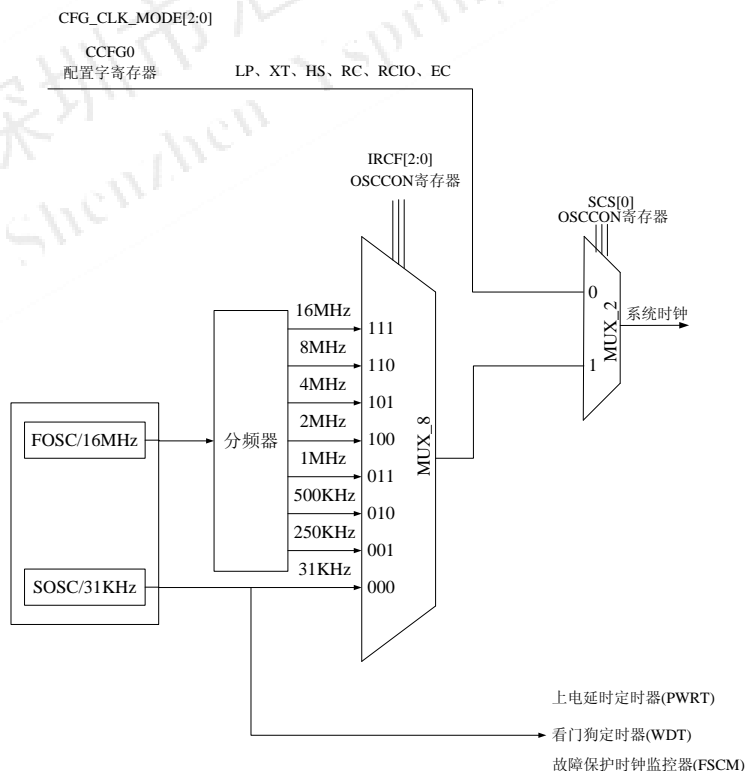 CFG_CLK_MODE[2:0]
CCFG0
配置字寄存器
LP、XT、HS、RC、RCIO、EC
IRCF[2:0]
OSCCON寄存器
SCS[0]
OSCCON寄存器
0
1
MUX_2
系统时钟
16MHz
111
8MHz
110
4MHz
101
2MHz
100
1MHz
011
500KHz
010
250KHz
001
31KHz
000
MUX_8
FOSC/16MHz
分频器
SOSC/31KHz
上电延时定时器(PWRT)
看门狗定时器(WDT)
故障保护时钟监控器(FSCM)
深圳市
Shenzhen Yspring